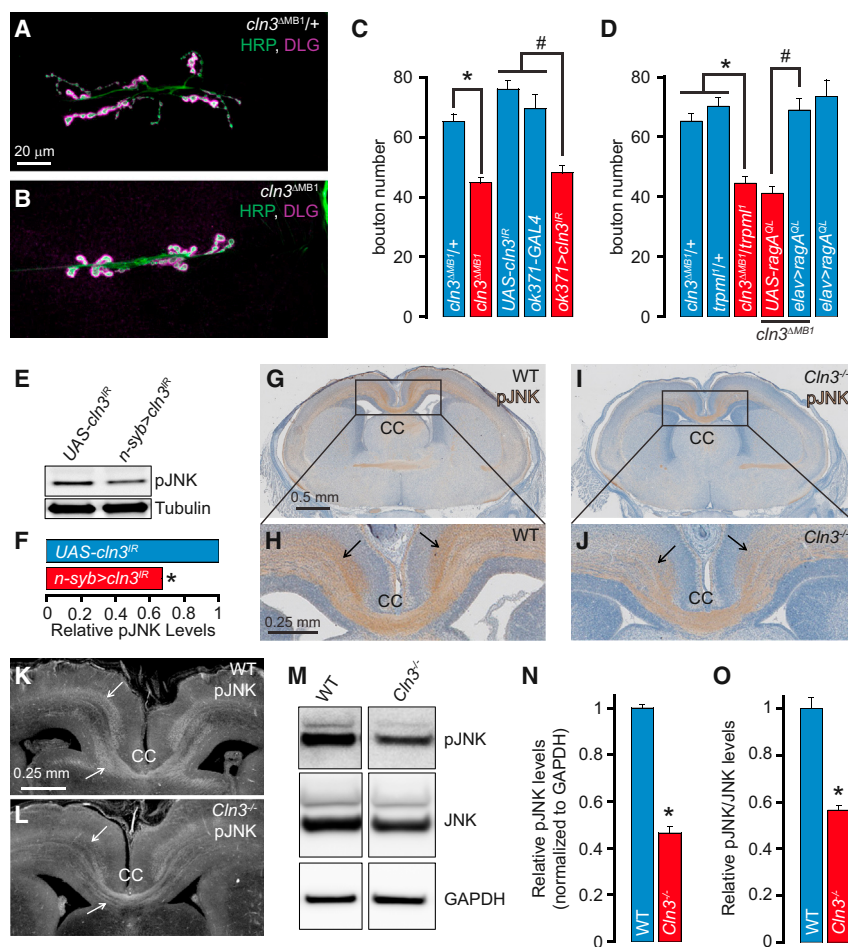 A
cln3ΔMB1/+
HRP, DLG
20 μm
B
cln3ΔMB1
HRP, DLG
C
bouton number
80
60
40
20
0
*
#
cln3ΔMB1/+
cln3ΔMB1
UAS-cln3IR
ok371-GAL4
ok371>cln3IR
D
bouton number
80
60
40
20
0
*
#
cln3ΔMB1/+
trpml1/+
cln3ΔMB1/trpml1
UAS-ragAQL
elav>ragAQL
elav>ragAQL
cln3ΔMB1
E
UAS-cln3IR
n-syb>cln3IR
pJNK
Tubulin
F
UAS-cln3IR
n-syb>cln3IR
*
0 0.2 0.4 0.6 0.8 1
Relative pJNK Levels
G
WT
pJNK
CC
0.5 mm
H
WT
CC
0.25 mm
I
Cln3-/-
pJNK
CC
J
Cln3-/-
CC
K
WT
pJNK
CC
0.25 mm
L
Cln3-/-
pJNK
CC
M
WT
Cln3-/-
pJNK
JNK
GAPDH
N
Relative pJNK levels
(normalized to GAPDH)
1
0.8
0.6
0.4
0.2
0
*
WT
Cln3-/-
O
Relative pJNK/JNK levels
1
0.8
0.6
0.4
0.2
0
*
WT
Cln3-/-